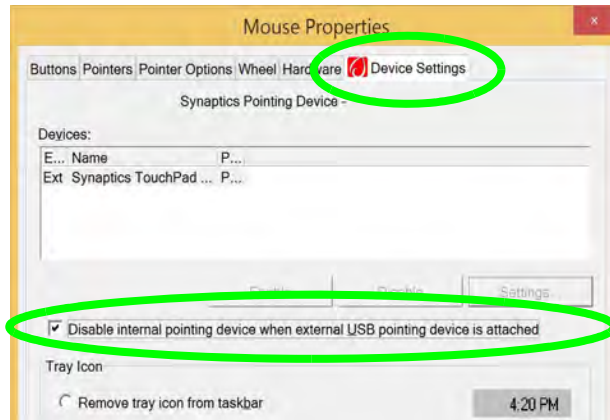 Mouse Properties
x
Buttons Pointers Pointer Options Wheel Hardware Device Settings
Synaptics Pointing Device -
Devices:
E... Name P...
Ext Synaptics TouchPad ... P...
Enable Disable Settings...
Disable internal pointing device when external USB pointing device is attached
Tray Icon
Remove tray icon from taskbar
4:20 PM